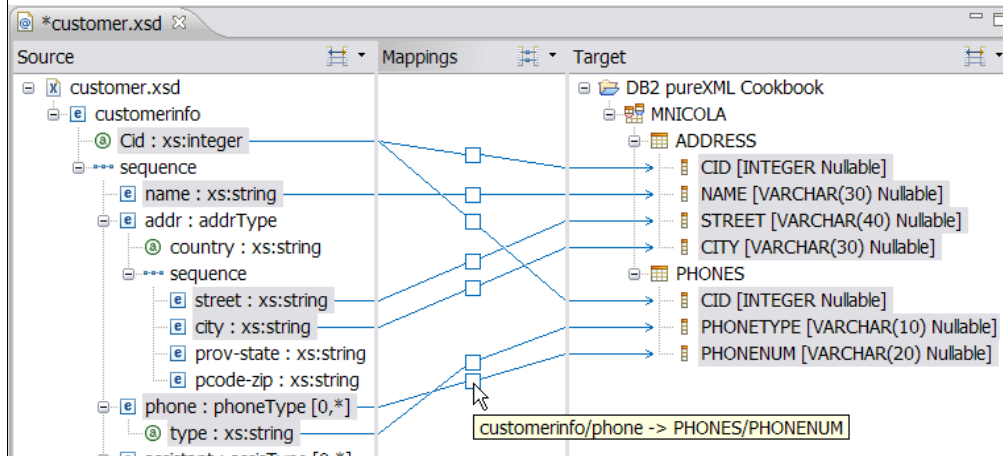 *customer.xsd
Source
Mappings
Target
customer.xsd
customerinfo
Cid : xs:integer
sequence
name : xs:string
addr : addrType
country : xs:string
sequence
street : xs:string
city : xs:string
prov-state : xs:string
pcode-zip : xs:string
phone : phoneType [0,*]
type : xs:string
DB2 pureXML Cookbook
MNICOLA
ADDRESS
CID [INTEGER Nullable]
NAME [VARCHAR(30) Nullable]
STREET [VARCHAR(40) Nullable]
CITY [VARCHAR(30) Nullable]
PHONES
CID [INTEGER Nullable]
PHONETYPE [VARCHAR(10) Nullable]
PHONENUM [VARCHAR(20) Nullable]
customerinfo/phone -> PHONES/PHONENUM